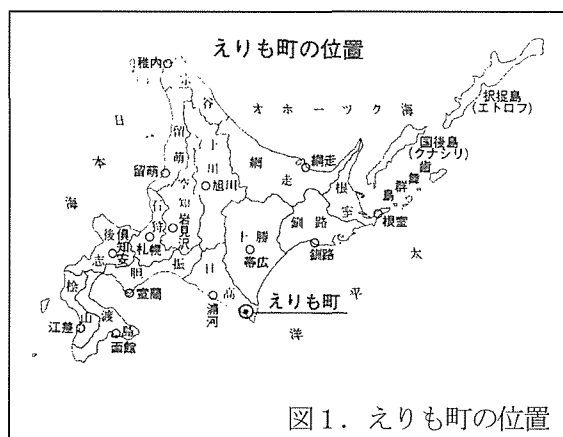 えりも町の位置
稚内
宗谷
オホーツク海
択捉島
(エトロフ)
国後島
(クナシリ)
歯舞群島
日本海
留萌
上川
網走
網走
留萌
旭川
空知
根室
根室
石狩
岩見沢
釧路
釧路
十勝
帯広
後志
倶知安
札幌
胆振
日高
太平洋
室蘭
浦河
えりも町
桧山
渡島
江差
函館
図1. えりも町の位置